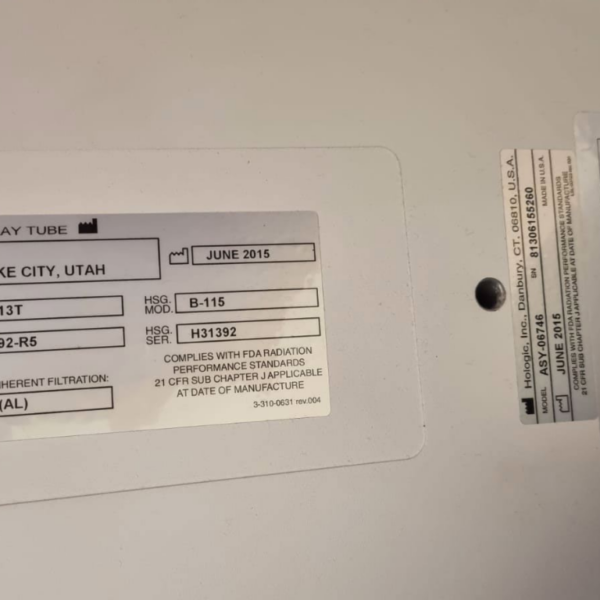 AY TUBE
KE CITY, UTAH
JUNE 2015
13T
HSG. MOD. B-115
92-R5
HSG. SER. H31392
HERENT FILTRATION:
(AL)
COMPLIES WITH FDA RADIATION
PERFORMANCE STANDARDS
21 CFR SUB CHAPTER J APPLICABLE
AT DATE OF MANUFACTURE
3-310-0631 rev.004
Hologic, Inc., Danbury, CT, 06810, U.S.A.
MODEL ASY-06746 SN 81306155260
JUNE 2015 MADE IN U.S.A.
COMPLIES WITH FDA RADIATION PERFORMANCE STANDARDS
21 CFR SUB CHAPTER J APPLICABLE AT DATE OF MANUFACTURE